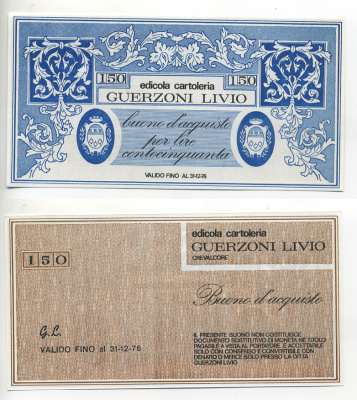 150
edicola cartoleria
150
GUERZONI LIVIO
buono d'acquisto
per lire
centocinquanta
VALIDO FINO AL 31-12-76
150
edicola cartoleria
GUERZONI LIVIO
CREVALCORE
Buono d'acquisto
G.L.
VALIDO FINO al 31-12-76
IL PRESENTE BUONO NON COSTITUISCE
DOCUMENTO SOSTITUTIVO DI MONETA NÈ TITOLO
PAGABILE A VISTA AL PORTATORE. È ACCETTABILE
SOLO CON CONSENSO E CONVERTIBILE CON
DENARO O MERCE SOLO PRESSO LA DITTA
GUERZONI LIVIO